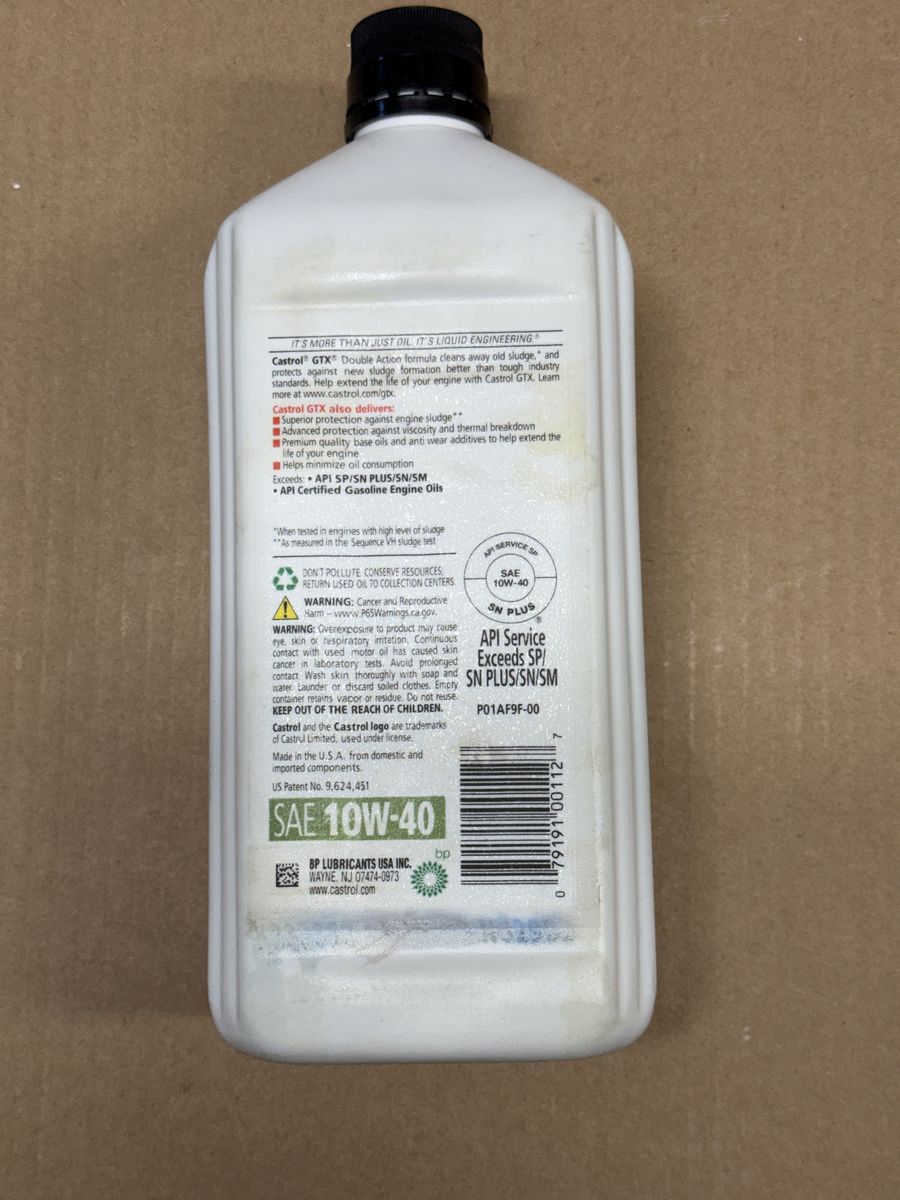 IT'S MORE THAN JUST OIL. IT'S LIQUID ENGINEERING®
Castrol® GTX® Double Action formula cleans away old sludge,* and
protects against new sludge formation better than tough industry
standards. Help extend the life of your engine with Castrol GTX. Learn
more at www.castrol.com/gtx.
Castrol GTX also delivers:
Superior protection against engine sludge**
Advanced protection against viscosity and thermal breakdown
Premium quality base oils and anti wear additives to help extend the
life of your engine
Helps minimize oil consumption
Exceeds: • API SP/SN PLUS/SN/SM
• API Certified Gasoline Engine Oils
*When tested in engines with high level of sludge
**As measured in the Sequence VH sludge test
DON'T POLLUTE. CONSERVE RESOURCES;
RETURN USED OIL TO COLLECTION CENTERS
WARNING: Cancer and Reproductive
Harm – www.P65Warnings.ca.gov.
WARNING: Overexposure to product may cause
eye, skin or respiratory irritation. Continuous
contact with used motor oil has caused skin
cancer in laboratory tests. Avoid prolonged
contact. Wash skin thoroughly with soap and
water. Launder or discard soiled clothes. Empty
container retains vapor or residue. Do not reuse.
KEEP OUT OF THE REACH OF CHILDREN.
Castrol and the Castrol logo are trademarks
of Castrol Limited, used under license.
Made in the U.S.A. from domestic and
imported components.
US Patent No. 9,624,451
SAE 10W-40
BP LUBRICANTS USA INC.
WAYNE, NJ 07474-0973
www.castrol.com
bp
API SERVICE SP
SAE
10W-40
SN PLUS
®
API Service
Exceeds SP/
SN PLUS/SN/SM
P01AF9F-00
0 79191 00112 7